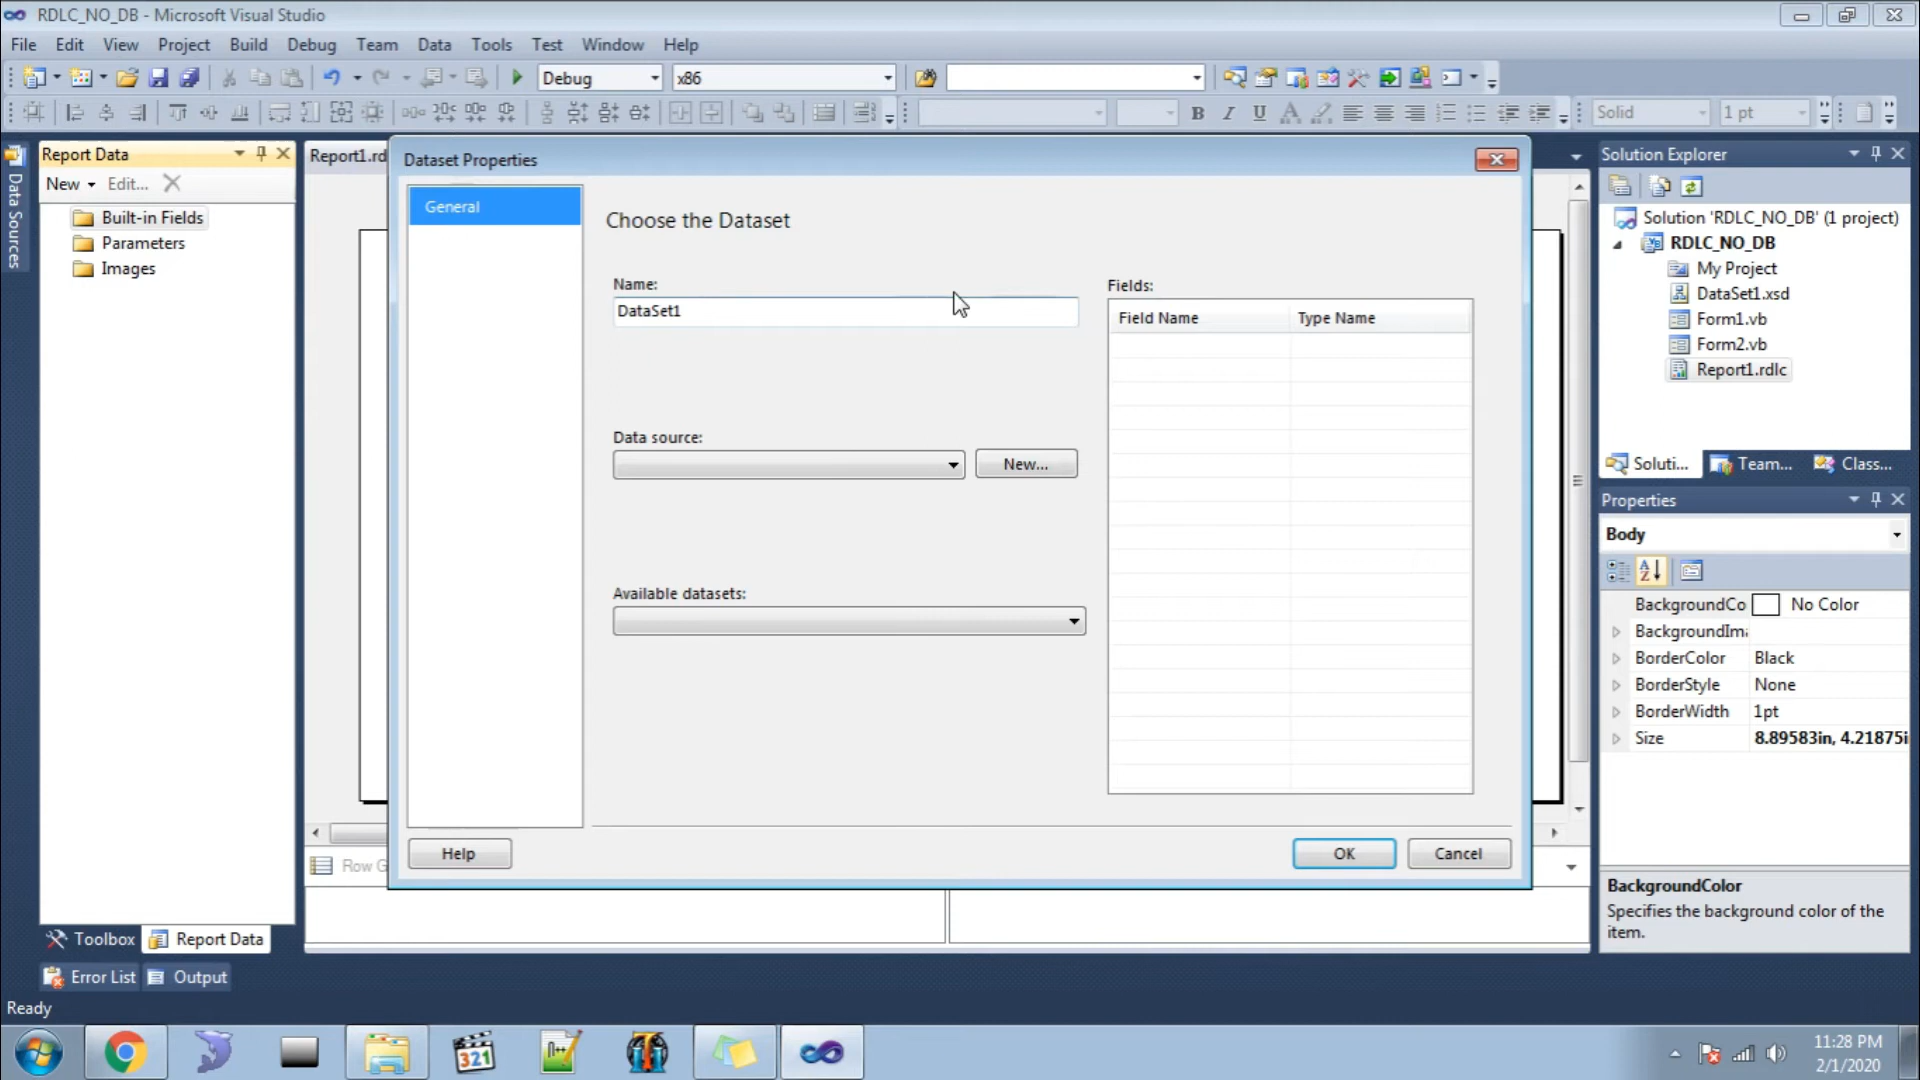 RDLC_NO_DB - Microsoft Visual Studio
File Edit View Project Build Debug Team Data Tools Test Window Help
Debug x86
B I U A Solid 1 pt
Data Sources
Report Data
New Edit...
Built-in Fields
Parameters
Images
Toolbox Report Data
Error List Output
Ready
Report1.rd
Row G
Dataset Properties
General
Choose the Dataset
Name:
DataSet1
Data source:
New...
Available datasets:
Fields:
Field Name Type Name
Help OK Cancel
Solution Explorer
Solution 'RDLC_NO_DB' (1 project)
RDLC_NO_DB
My Project
DataSet1.xsd
Form1.vb
Form2.vb
Report1.rdlc
Soluti... Team... Class...
Properties
Body
BackgroundCo No Color
BackgroundIma
BorderColor Black
BorderStyle None
BorderWidth 1pt
Size 8.89583in, 4.21875i
BackgroundColor
Specifies the background color of the
item.
321
11:28 PM
2/1/2020